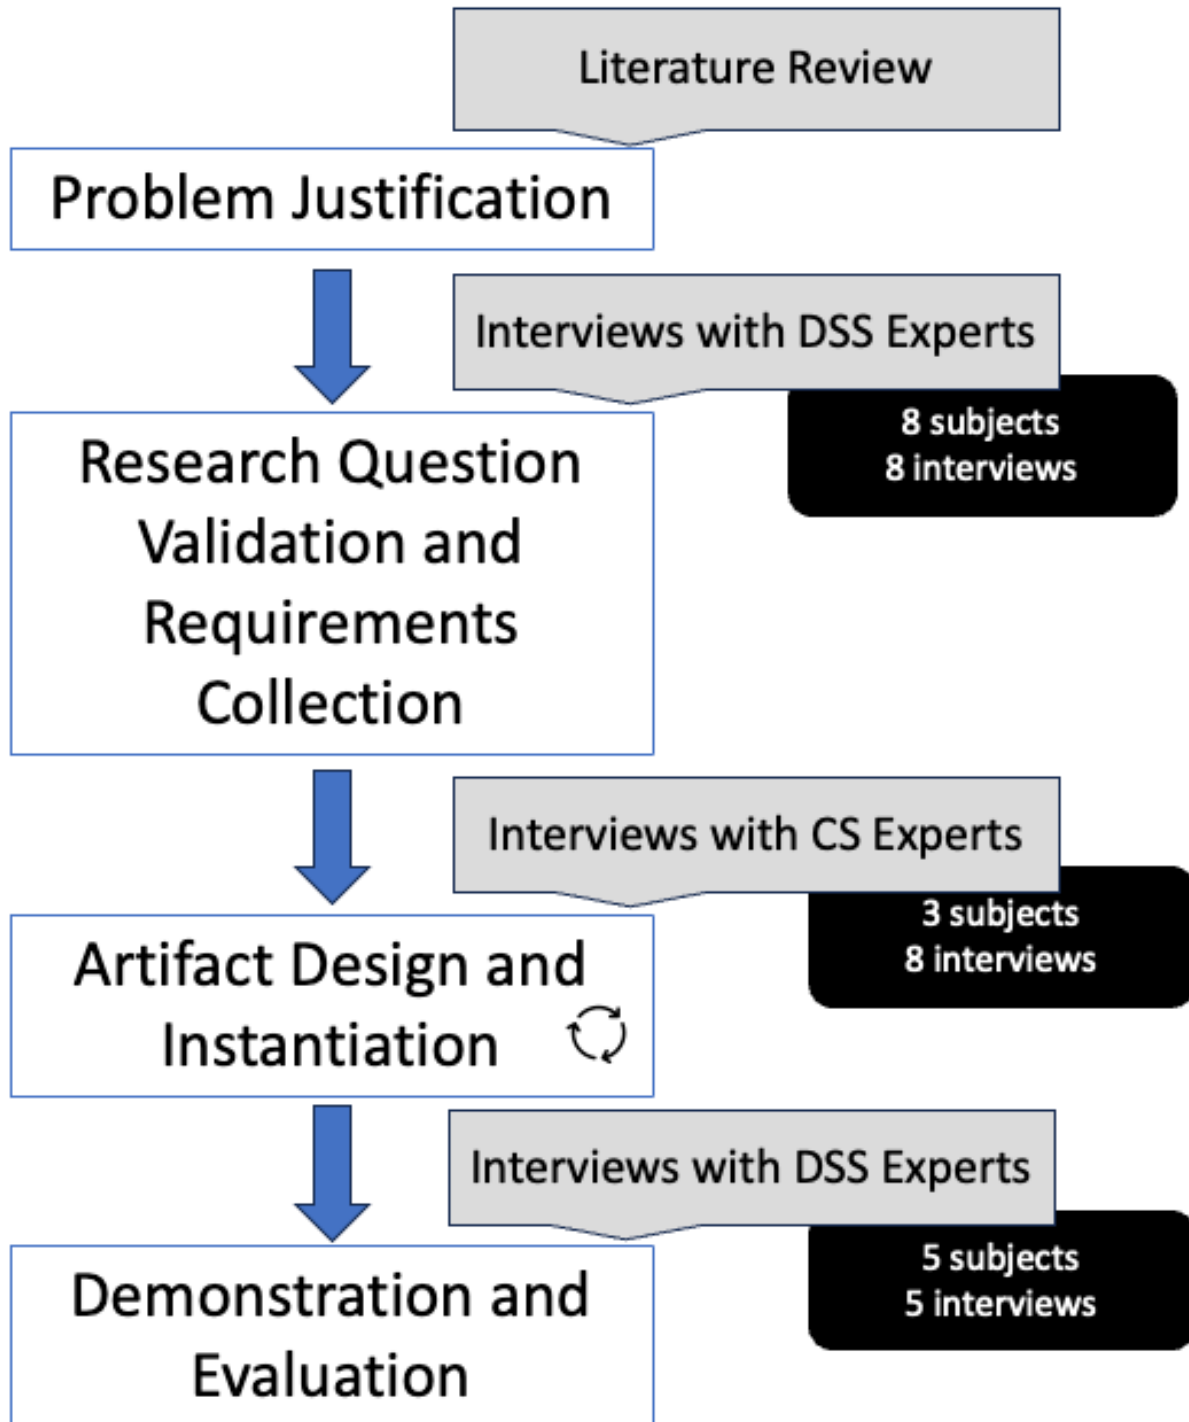 Literature Review
Problem Justification
Interviews with DSS Experts
8 subjects
8 interviews
Research Question
Validation and
Requirements
Collection
Interviews with CS Experts
3 subjects
8 interviews
Artifact Design and
Instantiation
Interviews with DSS Experts
5 subjects
5 interviews
Demonstration and
Evaluation